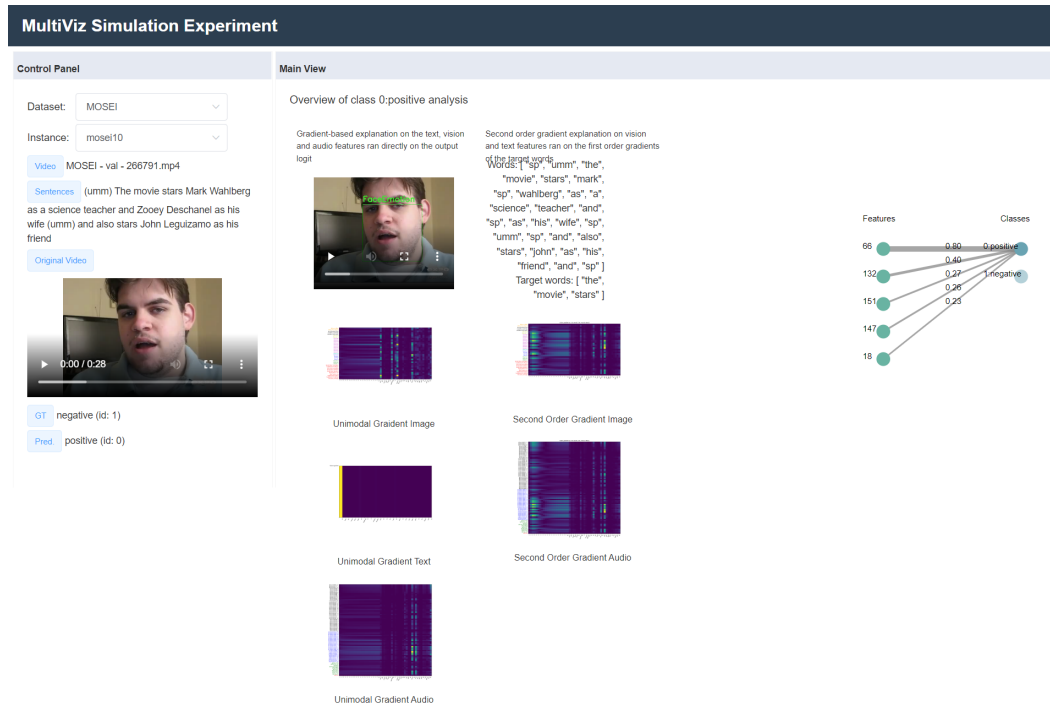 MultiViz Simulation Experiment
Control Panel
Dataset: MOSEI
Instance: mosei10
Video MOSEI - val - 266791.mp4
Sentences (umm) The movie stars Mark Wahlberg
as a science teacher and Zooey Deschanel as his
wife (umm) and also stars John Leguizamo as his
friend
Original Video
0:00 / 0:28
GT negative (id: 1)
Pred. positive (id: 0)
Main View
Overview of class 0:positive analysis
Gradient-based explanation on the text, vision
and audio features ran directly on the output
logit
Unimodal Graident Image
Unimodal Gradient Text
Unimodal Gradient Audio
Second order gradient explanation on vision
and text features ran on the first order gradients
of the target words
Words: [ "sp", "umm", "the",
"movie", "stars", "mark",
"sp", "wahlberg", "as", "a",
"science", "teacher", "and",
"sp", "as", "his", "wife", "sp",
"umm", "sp", "and", "also",
"stars", "john", "as", "his",
"friend", "and", "sp" ]
Target words: [ "the",
"movie", "stars" ]
Second Order Gradient Image
Second Order Gradient Audio
Features Classes
66 0.80 0 positive
0.40
132 0.27 1 negative
0.26
151 0.23
147
18